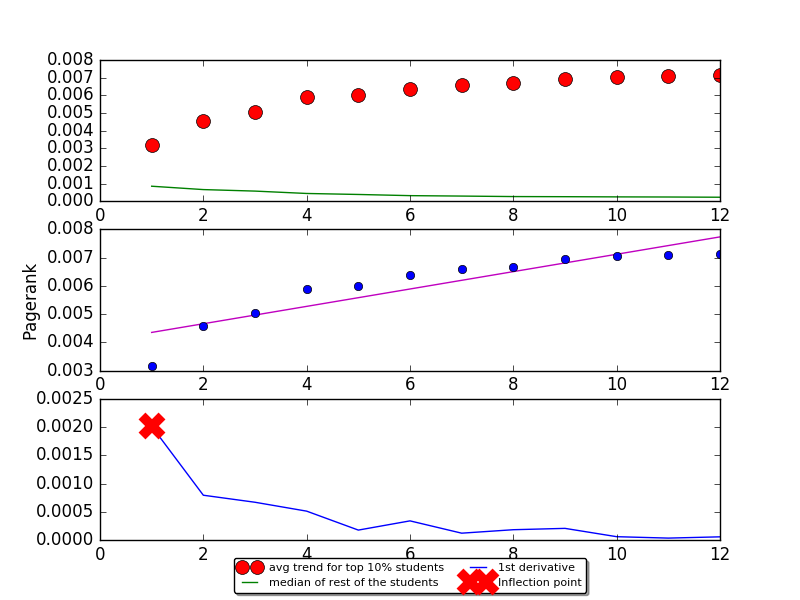 0.008
0.007
0.006
0.005
0.004
0.003
0.002
0.001
0.000
0 2 4 6 8 10 12
0.008
0.007
0.006
0.005
0.004
0.003
0 2 4 6 8 10 12
Pagerank
0.0025
0.0020
0.0015
0.0010
0.0005
0.0000
0 2 4 6 8 10 12
avg trend for top 10% students
median of rest of the students
1st derivative
Inflection point